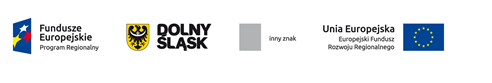 Fundusze
Europejskie
Program Regionalny
DOLNY
ŚLĄSK
inny znak
Unia Europejska
Europejski Fundusz
Rozwoju Regionalnego